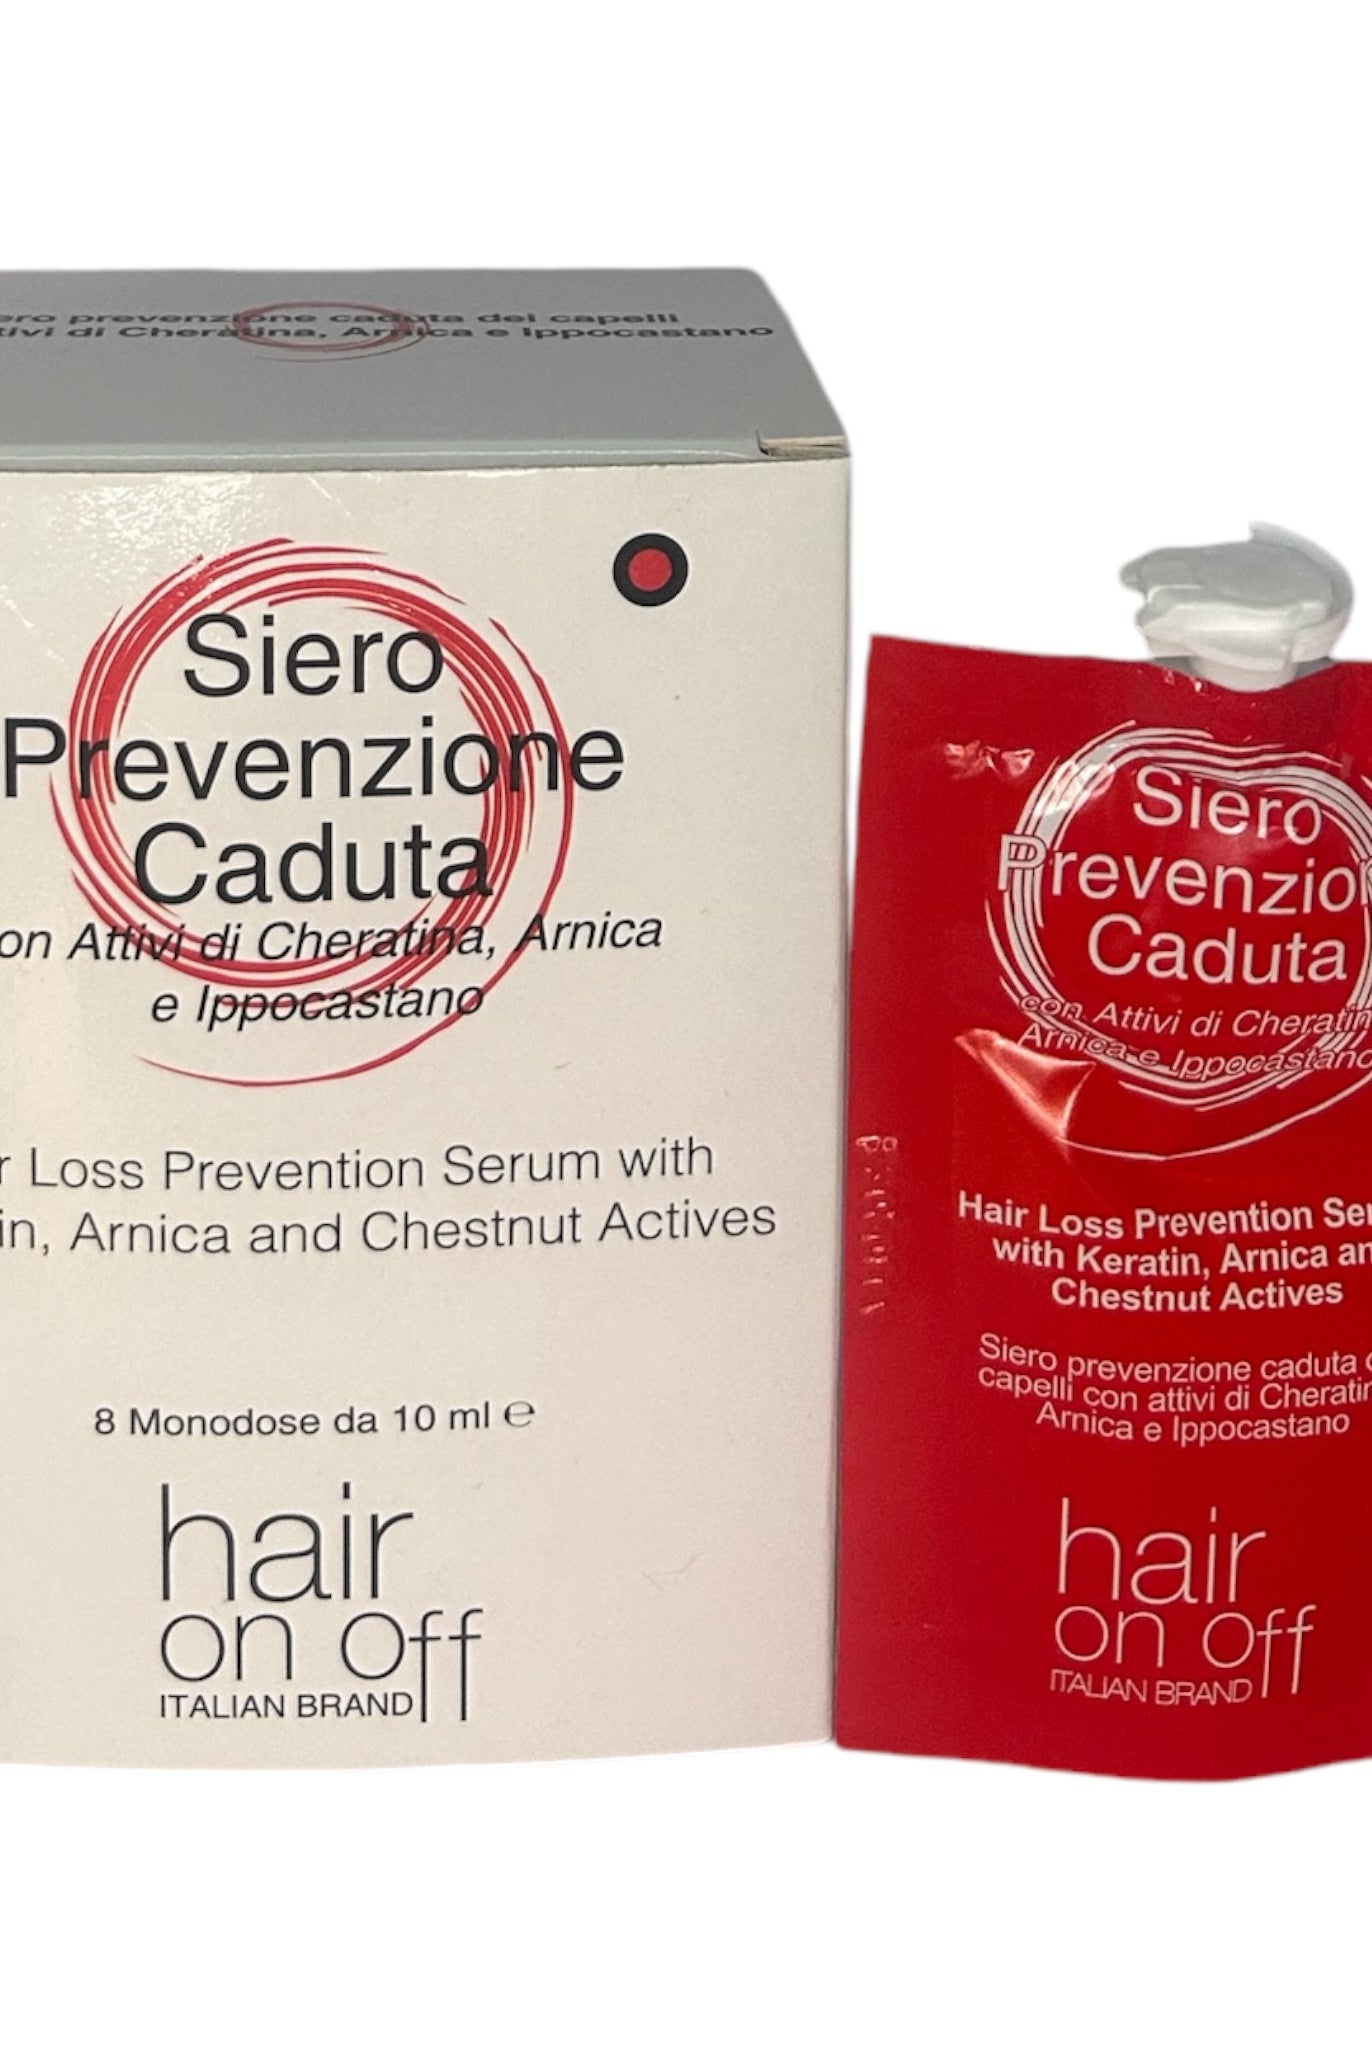 ero prevenzione caduta dei capelli
tivi di Cheratina, Arnica e Ippocastano
Siero
Prevenzione
Caduta
on Attivi di Cheratina, Arnica
e Ippocastano
r Loss Prevention Serum with
in, Arnica and Chestnut Actives
8 Monodose da 10 ml ℮
hair
on off
ITALIAN BRAND
Siero
Prevenzion
Caduta
con Attivi di Cheratin
Arnica e Ippocastano
Hair Loss Prevention Ser
with Keratin, Arnica an
Chestnut Actives
Siero prevenzione caduta
capelli con attivi di Cheratin
Arnica e Ippocastano
hair
on off
ITALIAN BRAND